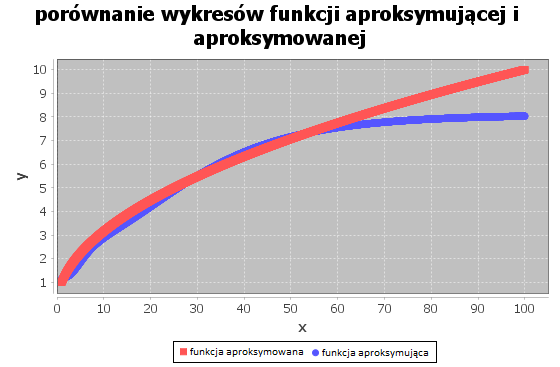 porównanie wykresów funkcji aproksymującej i
aproksymowanej
10
9
8
7
6
5
4
3
2
1
y
0 10 20 30 40 50 60 70 80 90 100
x
funkcja aproksymowana funkcja aproksymująca